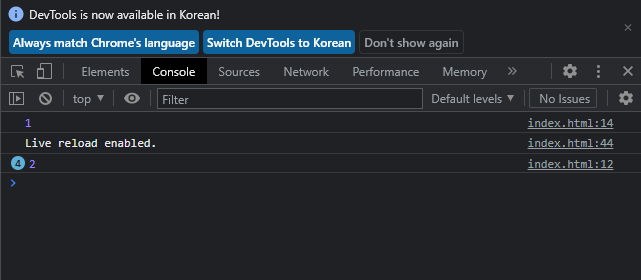 DevTools is now available in Korean!
Always match Chrome's language Switch DevTools to Korean Don't show again
Elements Console Sources Network Performance Memory
top Filter Default levels No Issues
1 index.html:14
Live reload enabled. index.html:44
4 2 index.html:12